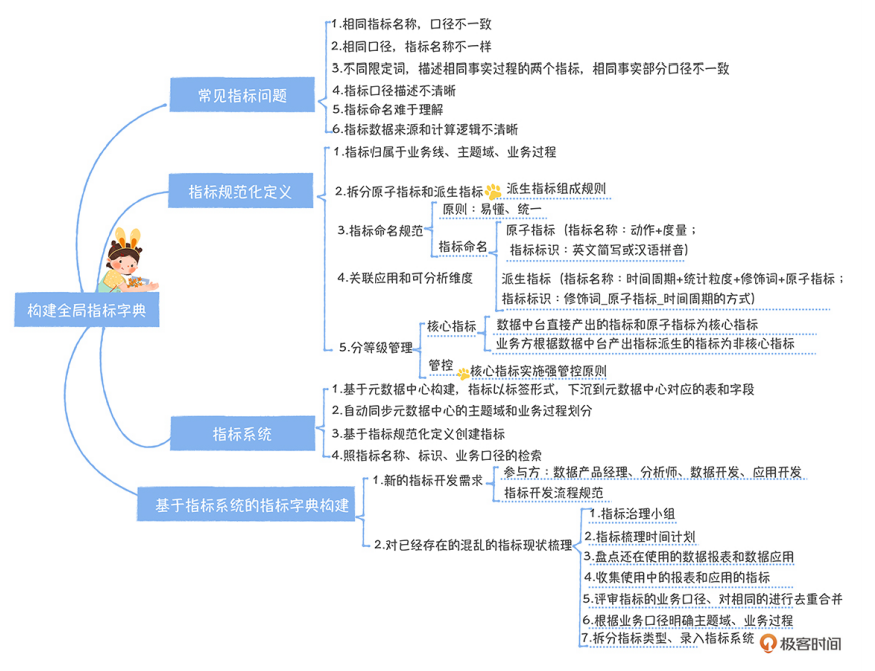 构建全局指标字典
常见指标问题
1.相同指标名称，口径不一致
2.相同口径，指标名称不一样
3.不同限定词，描述相同事实过程的两个指标，相同事实部分口径不一致
4.指标口径描述不清晰
5.指标命名难于理解
6.指标数据来源和计算逻辑不清晰
指标规范化定义
1.指标归属于业务线、主题域、业务过程
2.拆分原子指标和派生指标
派生指标组成规则
3.指标命名规范
原则：易懂、统一
指标命名
原子指标（指标名称：动作+度量；
指标标识：英文简写或汉语拼音）
派生指标（指标名称：时间周期+统计粒度+修饰词+原子指标；
指标标识：修饰词_原子指标_时间周期的方式）
4.关联应用和可分析维度
5.分等级管理
核心指标
数据中台直接产出的指标和原子指标为核心指标
业务方根据数据中台产出指标派生的指标为非核心指标
管控
核心指标实施强管控原则
指标系统
1.基于元数据中心构建，指标以标签形式，下沉到元数据中心对应的表和字段
2.自动同步元数据中心的主题域和业务过程划分
3.基于指标规范化定义创建指标
4.照指标名称、标识、业务口径的检索
基于指标系统的指标字典构建
1.新的指标开发需求
参与方：数据产品经理、分析师、数据开发、应用开发
指标开发流程规范
2.对已经存在的混乱的指标现状梳理
1.指标治理小组
2.指标梳理时间计划
3.盘点还在使用的数据报表和数据应用
4.收集使用中的报表和应用的指标
5.评审指标的业务口径、对相同的进行去重合并
6.根据业务口径明确主题域、业务过程
7.拆分指标类型、录入指标系统
极客时间